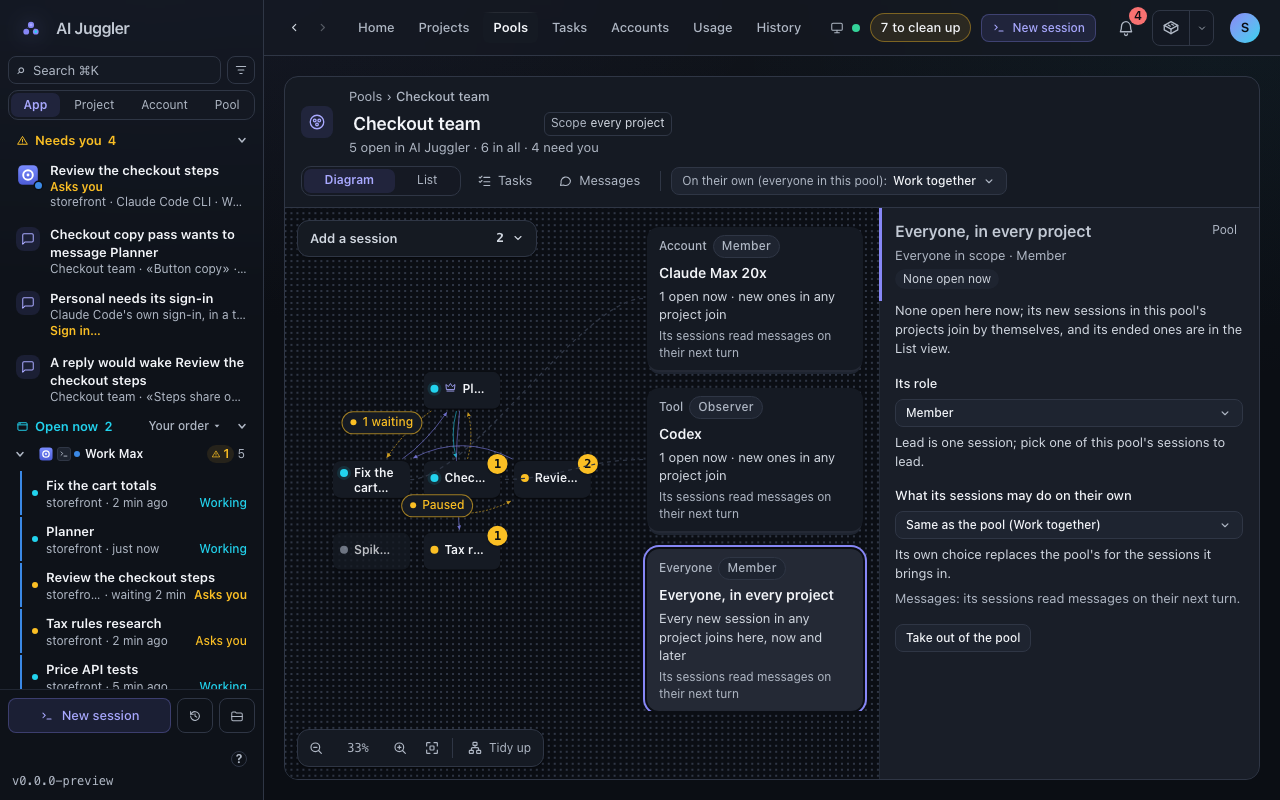 AI Juggler
Search ⌘K
App Project Account Pool
Needs you 4
Review the checkout steps
Asks you
storefront · Claude Code CLI · W...
Checkout copy pass wants to
message Planner
Checkout team · «Button copy» ·...
Personal needs its sign-in
Claude Code's own sign-in, in a t...
Sign in...
A reply would wake Review the
checkout steps
Checkout team · «Steps share o...
Open now 2 Your order
Work Max 1 5
Fix the cart totals
storefront · 2 min ago Working
Planner
storefront · just now Working
Review the checkout steps
storefro... · waiting 2 min Asks you
Tax rules research
storefront · 2 min ago Asks you
Price API tests
storefront · 5 min ago Working
New session
?
v0.0.0-preview
Home Projects Pools Tasks Accounts Usage History
7 to clean up
New session
4
S
Pools › Checkout team
Checkout team
Scope every project
5 open in AI Juggler · 6 in all · 4 need you
Diagram List Tasks Messages
On their own (everyone in this pool): Work together
Add a session 2
Pl...
1 waiting
Fix the
cart...
Chec... 1
Revie... 2-
Paused
Spik...
Tax r... 1
33%
Tidy up
Account Member
Claude Max 20x
1 open now · new ones in any
project join
Its sessions read messages on
their next turn
Tool Observer
Codex
1 open now · new ones in any
project join
Its sessions read messages on
their next turn
Everyone Member
Everyone, in every project
Every new session in any
project joins here, now and
later
Its sessions read messages on
their next turn
Everyone, in every project Pool
Everyone in scope · Member
None open now
None open here now; its new sessions in this pool's
projects join by themselves, and its ended ones are in the
List view.
Its role
Member
Lead is one session; pick one of this pool's sessions to
lead.
What its sessions may do on their own
Same as the pool (Work together)
Its own choice replaces the pool's for the sessions it
brings in.
Messages: its sessions read messages on their next turn.
Take out of the pool